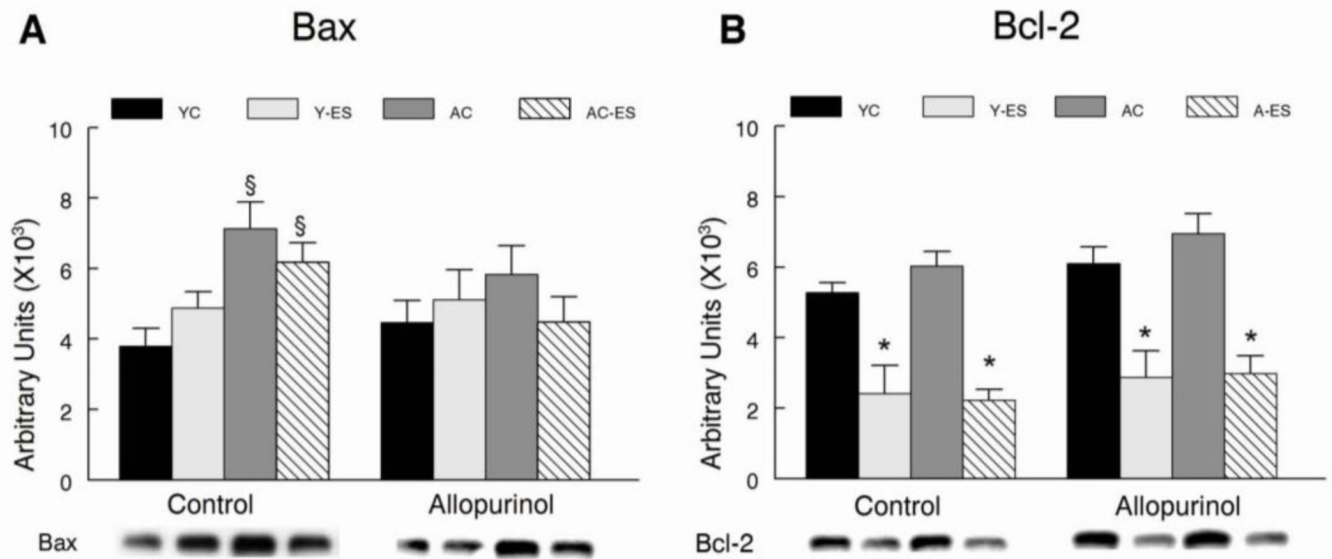 A Bax
YC Y-ES AC AC-ES
Arbitrary Units (X10³)
10
8
6
4
2
0
§
§
Control Allopurinol
Bax
B Bcl-2
YC Y-ES AC A-ES
Arbitrary Units (X10³)
10
8
6
4
2
0
* * * *
Control Allopurinol
Bcl-2